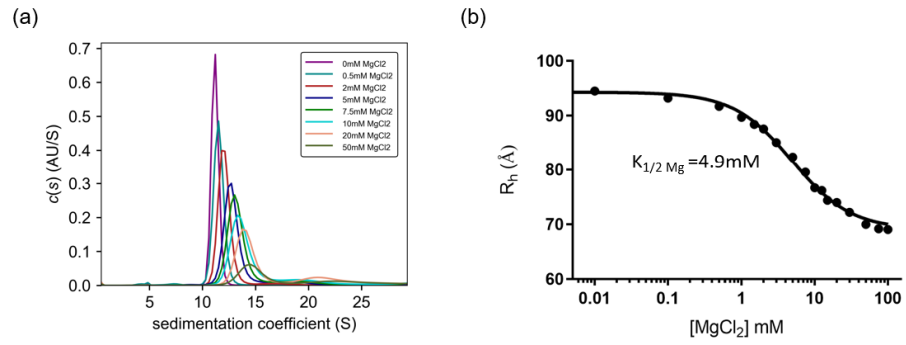 (a)
(b)
0.7
0.6
0.5
0.4
0.3
0.2
0.1
0.0
c(s) (AU/S)
5
10
15
20
25
sedimentation coefficient (S)
0mM MgCl2
0.5mM MgCl2
2mM MgCl2
5mM MgCl2
7.5mM MgCl2
10mM MgCl2
20mM MgCl2
50mM MgCl2
100
90
80
70
60
Rh (Å)
K1/2 Mg =4.9mM
0.01
0.1
1
10
100
[MgCl2] mM